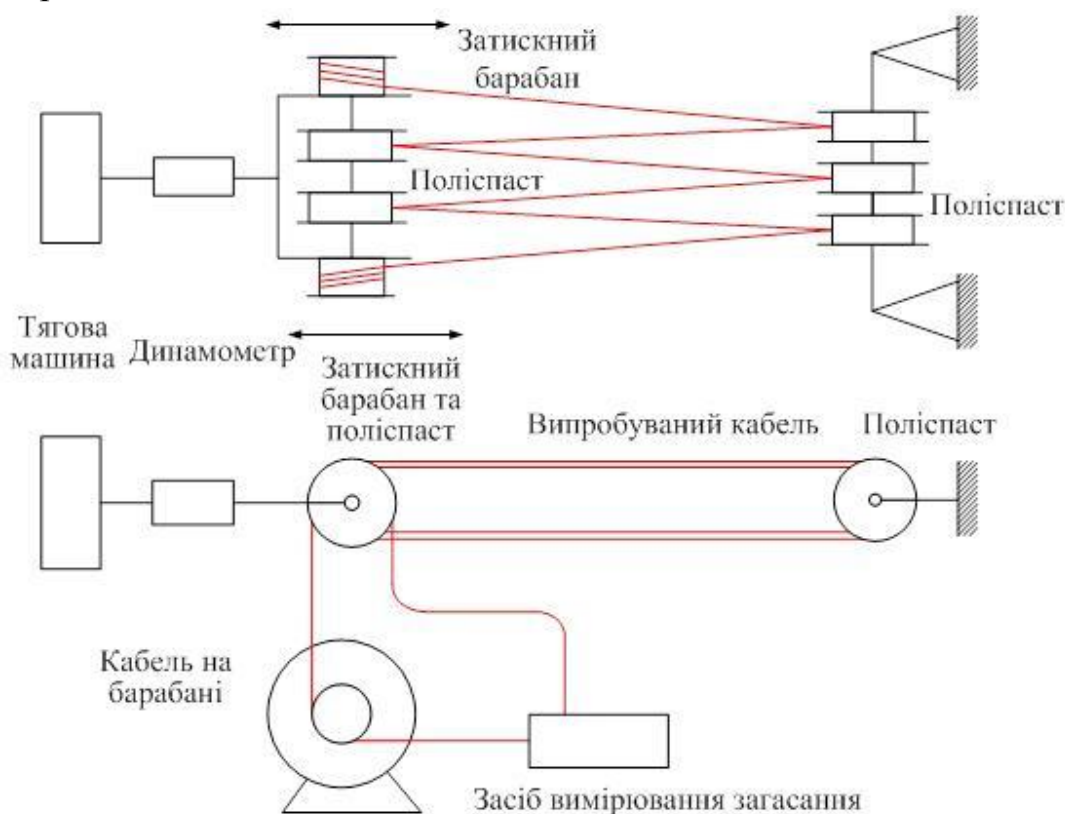 Затискний
барабан
Поліспаст
Поліспаст
Тягова
машина
Динамометр
Затискний
барабан та
поліспаст
Випробуваний кабель
Поліспаст
Кабель на
барабані
Засіб вимірювання загасання